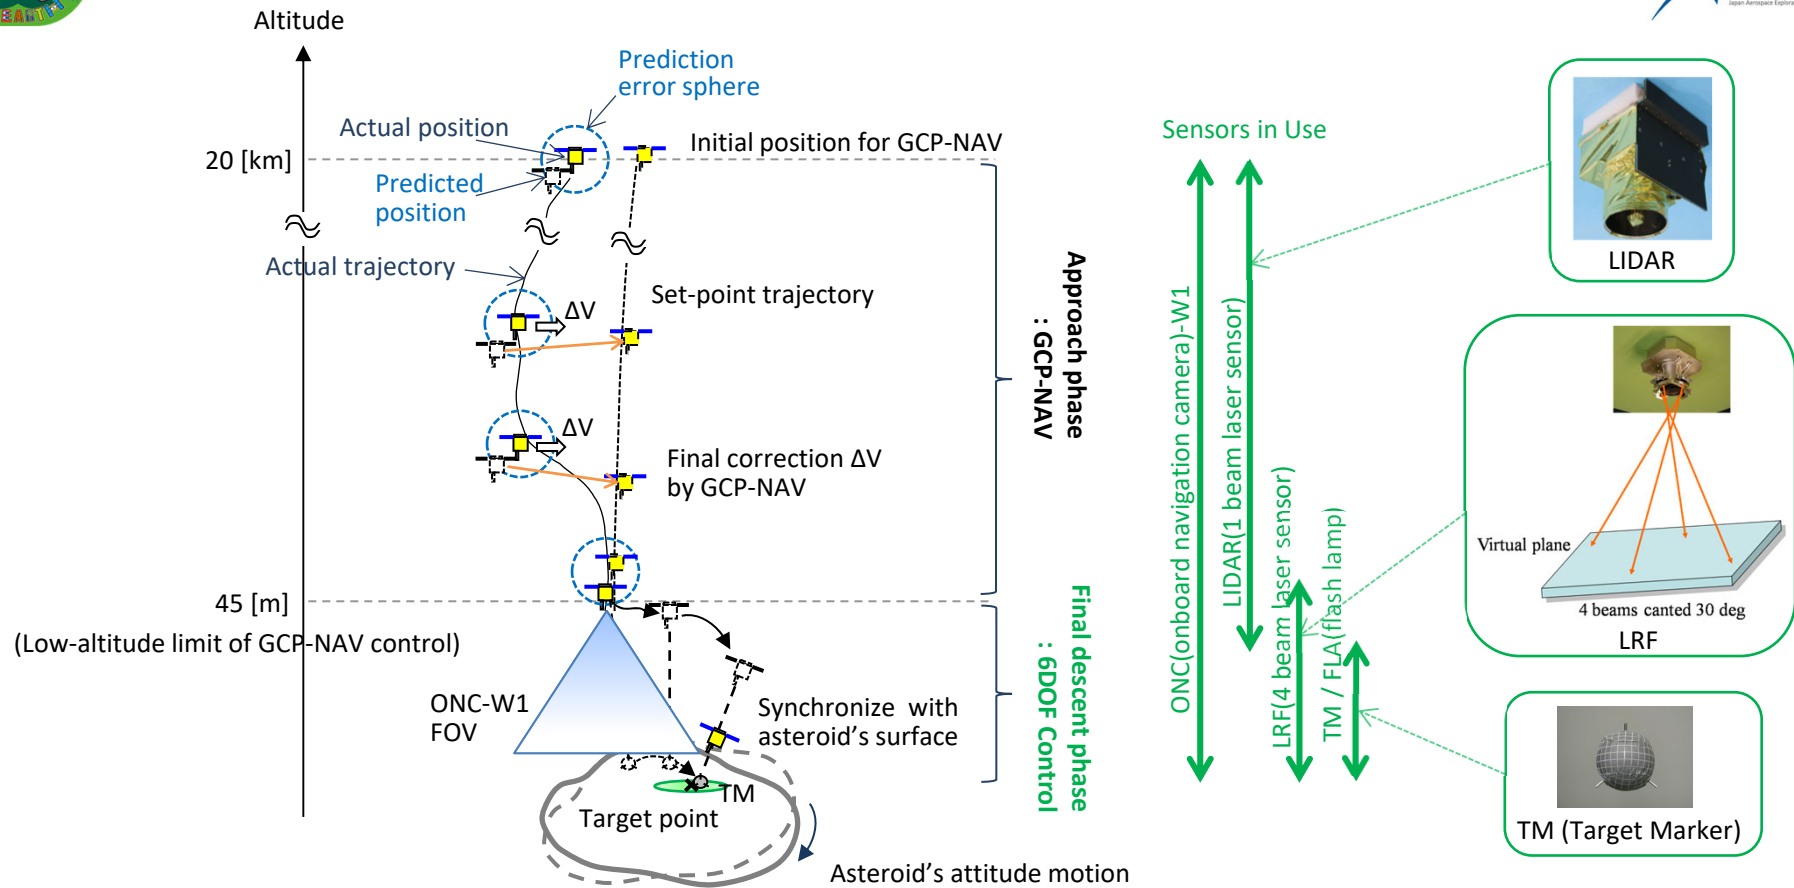 EARTH
Japan Aerospace Explora
Altitude
Prediction
error sphere
Actual position
Initial position for GCP-NAV
Sensors in Use
20 [km]
Predicted
position
LIDAR
Actual trajectory
Set-point trajectory
ΔV
Approach phase
: GCP-NAV
ΔV
Final correction ΔV
by GCP-NAV
ONC(onboard navigation camera)-W1
LIDAR(1 beam laser sensor)
LRF(4 beam laser sensor)
TM / FLA(flash lamp)
Virtual plane
4 beams canted 30 deg
LRF
45 [m]
(Low-altitude limit of GCP-NAV control)
Final descent phase
: 6DOF Control
ONC-W1
FOV
Synchronize with
asteroid's surface
TM
Target point
TM (Target Marker)
Asteroid's attitude motion